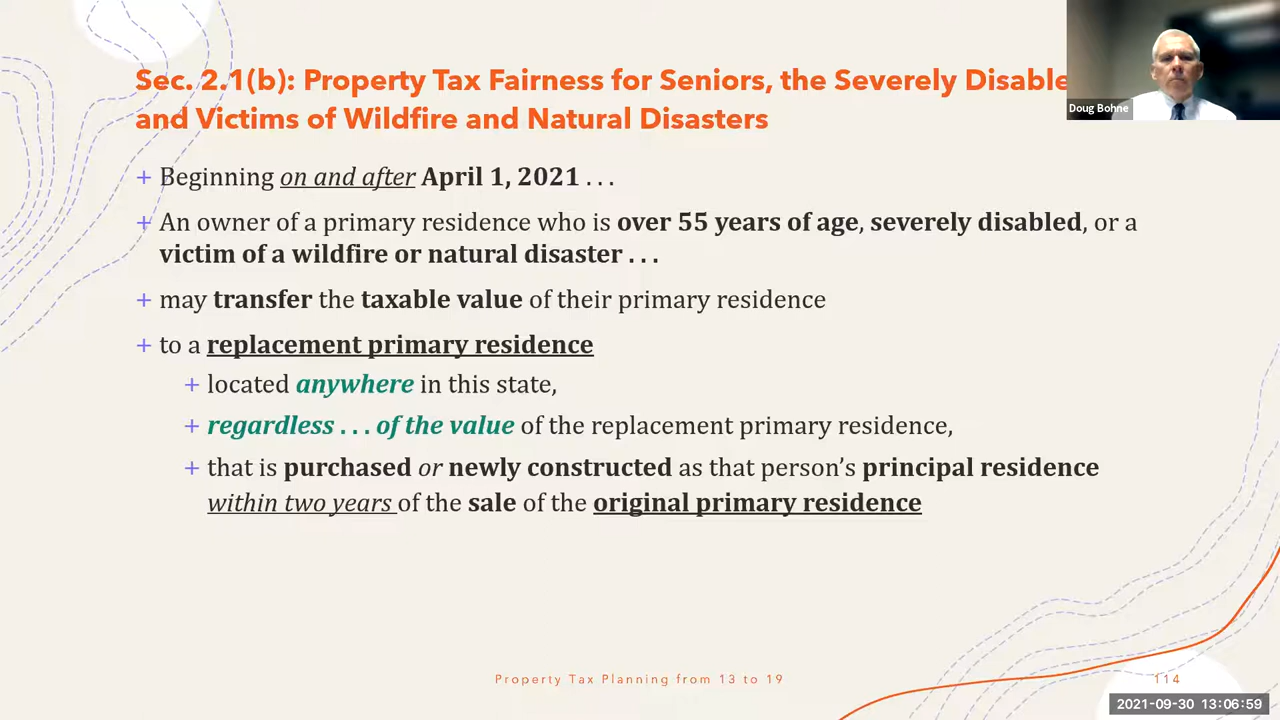 Sec. 2.1(b): Property Tax Fairness for Seniors, the Severely Disable
and Victims of Wildfire and Natural Disasters
Doug Bohne
+ Beginning on and after April 1, 2021 . . .
+ An owner of a primary residence who is over 55 years of age, severely disabled, or a
victim of a wildfire or natural disaster . . .
+ may transfer the taxable value of their primary residence
+ to a replacement primary residence
+ located anywhere in this state,
+ regardless . . . of the value of the replacement primary residence,
+ that is purchased or newly constructed as that person's principal residence
within two years of the sale of the original primary residence
Property Tax Planning from 13 to 19
114
2021-09-30 13:06:59